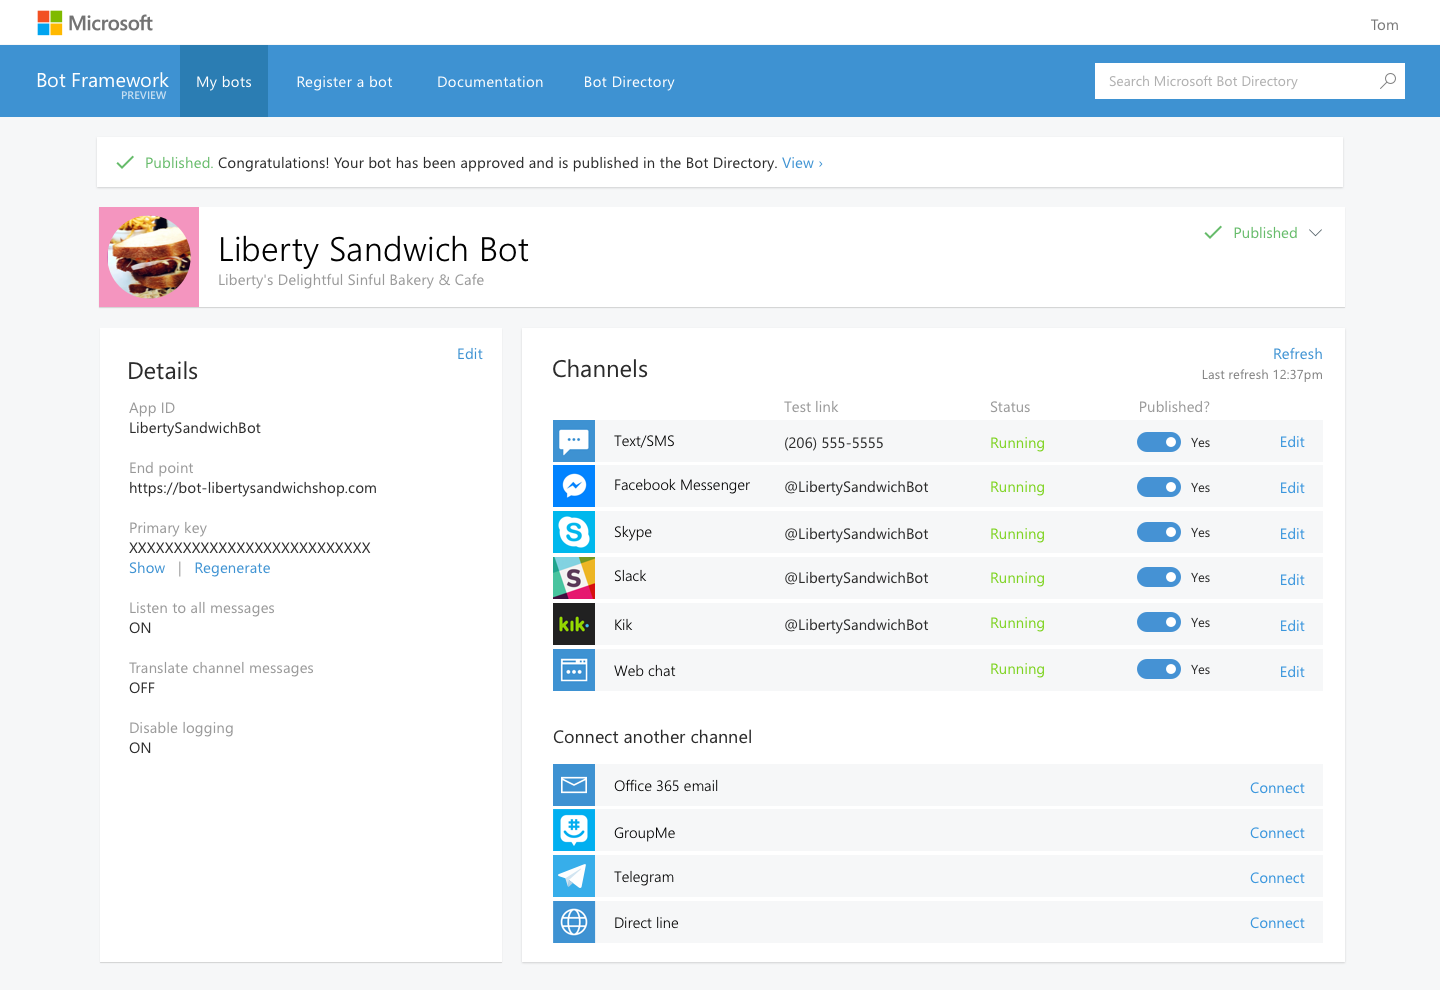 Microsoft
Tom
Bot Framework
PREVIEW
My bots
Register a bot
Documentation
Bot Directory
Search Microsoft Bot Directory
Published. Congratulations! Your bot has been approved and is published in the Bot Directory. View ›
Liberty Sandwich Bot
Liberty's Delightful Sinful Bakery & Cafe
Published
Details
Edit
App ID
LibertySandwichBot
End point
https://bot-libertysandwichshop.com
Primary key
XXXXXXXXXXXXXXXXXXXXXXXXXXX
Show | Regenerate
Listen to all messages
ON
Translate channel messages
OFF
Disable logging
ON
Channels
Refresh
Last refresh 12:37pm
Test link Status Published?
Text/SMS (206) 555-5555 Running Yes Edit
Facebook Messenger @LibertySandwichBot Running Yes Edit
Skype @LibertySandwichBot Running Yes Edit
Slack @LibertySandwichBot Running Yes Edit
kik Kik @LibertySandwichBot Running Yes Edit
Web chat Running Yes Edit
Connect another channel
Office 365 email Connect
GroupMe Connect
Telegram Connect
Direct line Connect